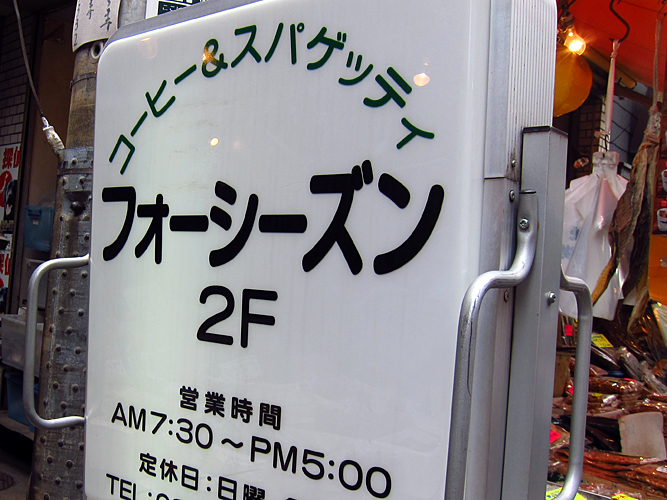 コーヒー&スパゲッティ
フォーシーズン
2F
営業時間
AM7:30～PM5:00
定休日:日曜
TEL: